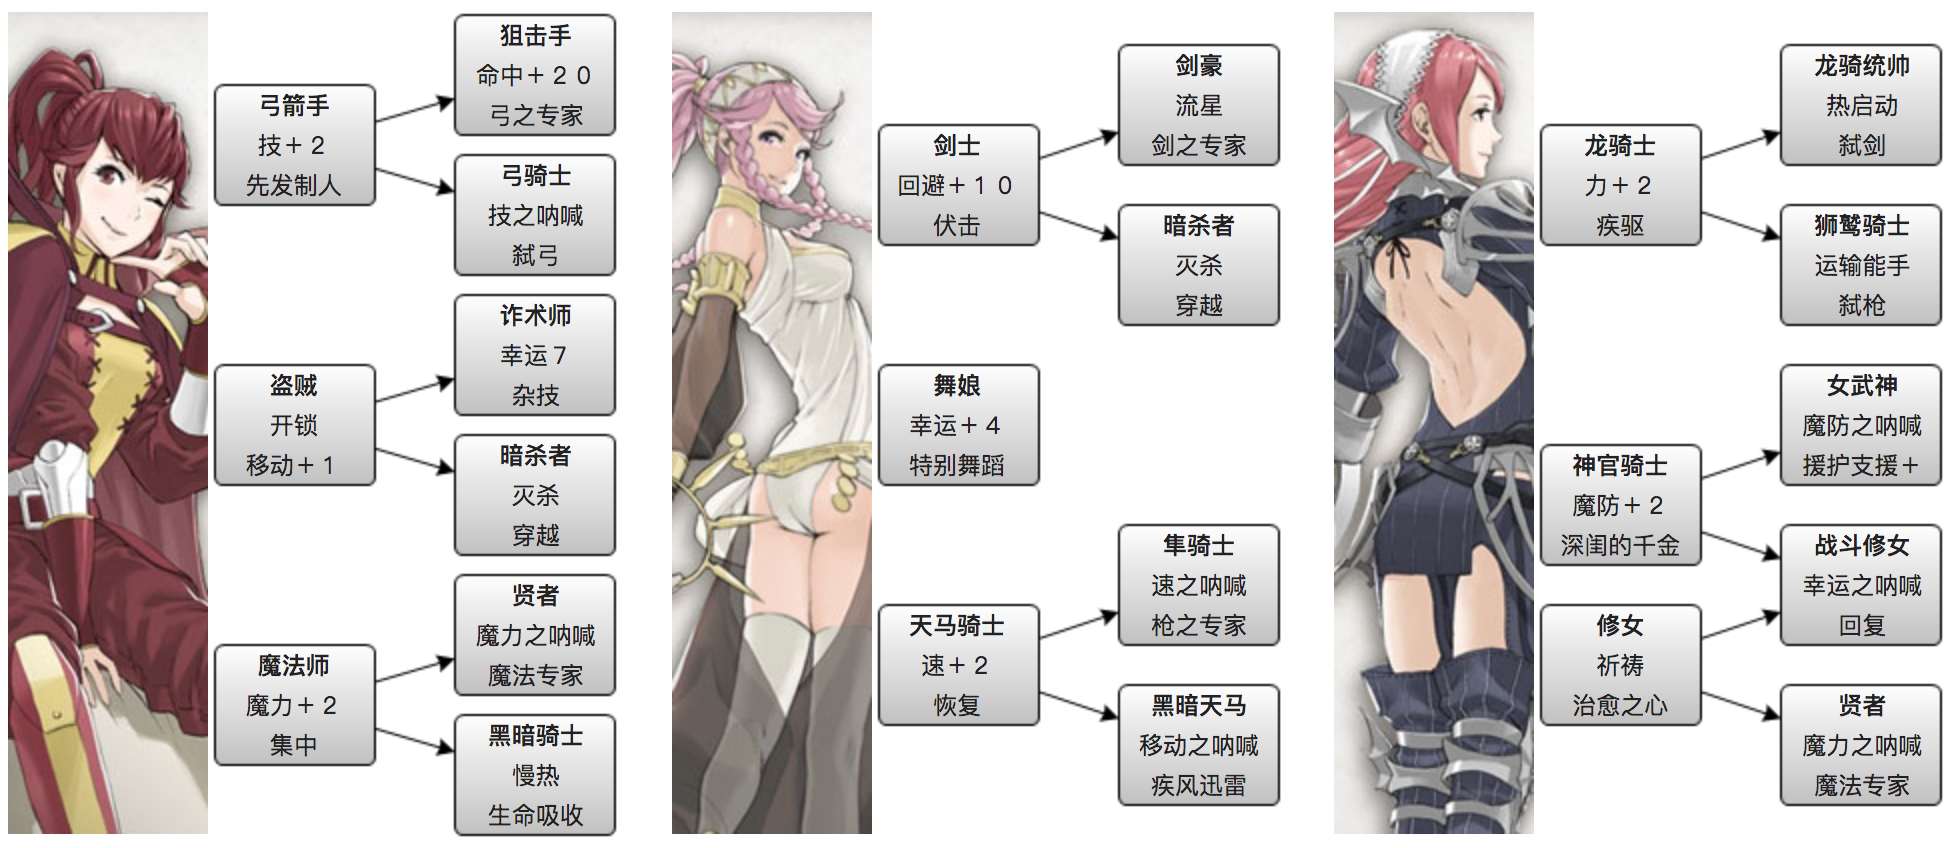 弓箭手
技＋２
先发制人
狙击手
命中＋２０
弓之专家
弓骑士
技之呐喊
弑弓
盗贼
开锁
移动＋１
诈术师
幸运７
杂技
暗杀者
灭杀
穿越
魔法师
魔力＋２
集中
贤者
魔力之呐喊
魔法专家
黑暗骑士
慢热
生命吸收
剑士
回避＋１０
伏击
剑豪
流星
剑之专家
暗杀者
灭杀
穿越
舞娘
幸运＋４
特别舞蹈
天马骑士
速＋２
恢复
隼骑士
速之呐喊
枪之专家
黑暗天马
移动之呐喊
疾风迅雷
龙骑士
力＋２
疾驱
龙骑统帅
热启动
弑剑
狮鹫骑士
运输能手
弑枪
神官骑士
魔防＋２
深闺的千金
女武神
魔防之呐喊
援护支援＋
战斗修女
幸运之呐喊
回复
修女
祈祷
治愈之心
贤者
魔力之呐喊
魔法专家